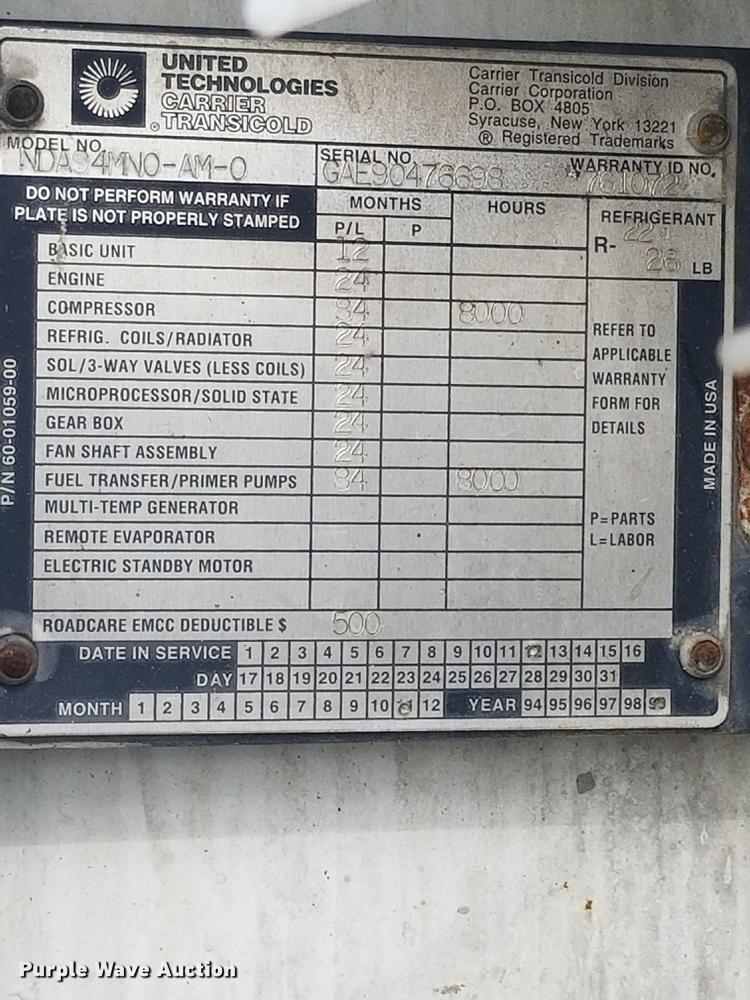 UNITED
TECHNOLOGIES
CARRIER
® TRANSICOLD
Carrier Transicold Division
Carrier Corporation
P.O. BOX 4805
Syracuse, New York 13221
® Registered Trademarks
MODEL NO. SERIAL NO. WARRANTY ID NO.
GAE90476698
DO NOT PERFORM WARRANTY IF
PLATE IS NOT PROPERLY STAMPED
MONTHS HOURS REFRIGERANT
P/L P
R- 22
26 LB
BASIC UNIT 12
ENGINE 24
COMPRESSOR 84 8000
REFRIG. COILS/RADIATOR 24
SOL/3-WAY VALVES (LESS COILS) 24
MICROPROCESSOR/SOLID STATE 24
GEAR BOX 24
FAN SHAFT ASSEMBLY 24
FUEL TRANSFER/PRIMER PUMPS 84 8000
MULTI-TEMP GENERATOR
REMOTE EVAPORATOR
ELECTRIC STANDBY MOTOR
REFER TO
APPLICABLE
WARRANTY
FORM FOR
DETAILS
P=PARTS
L=LABOR
P/N 60-01059-00
MADE IN USA
ROADCARE EMCC DEDUCTIBLE $ 500
DATE IN SERVICE 1 2 3 4 5 6 7 8 9 10 11 12 13 14 15 16
DAY 17 18 19 20 21 22 23 24 25 26 27 28 29 30 31
MONTH 1 2 3 4 5 6 7 8 9 10 11 12 YEAR 94 95 96 97 98 99
Purple Wave Auction